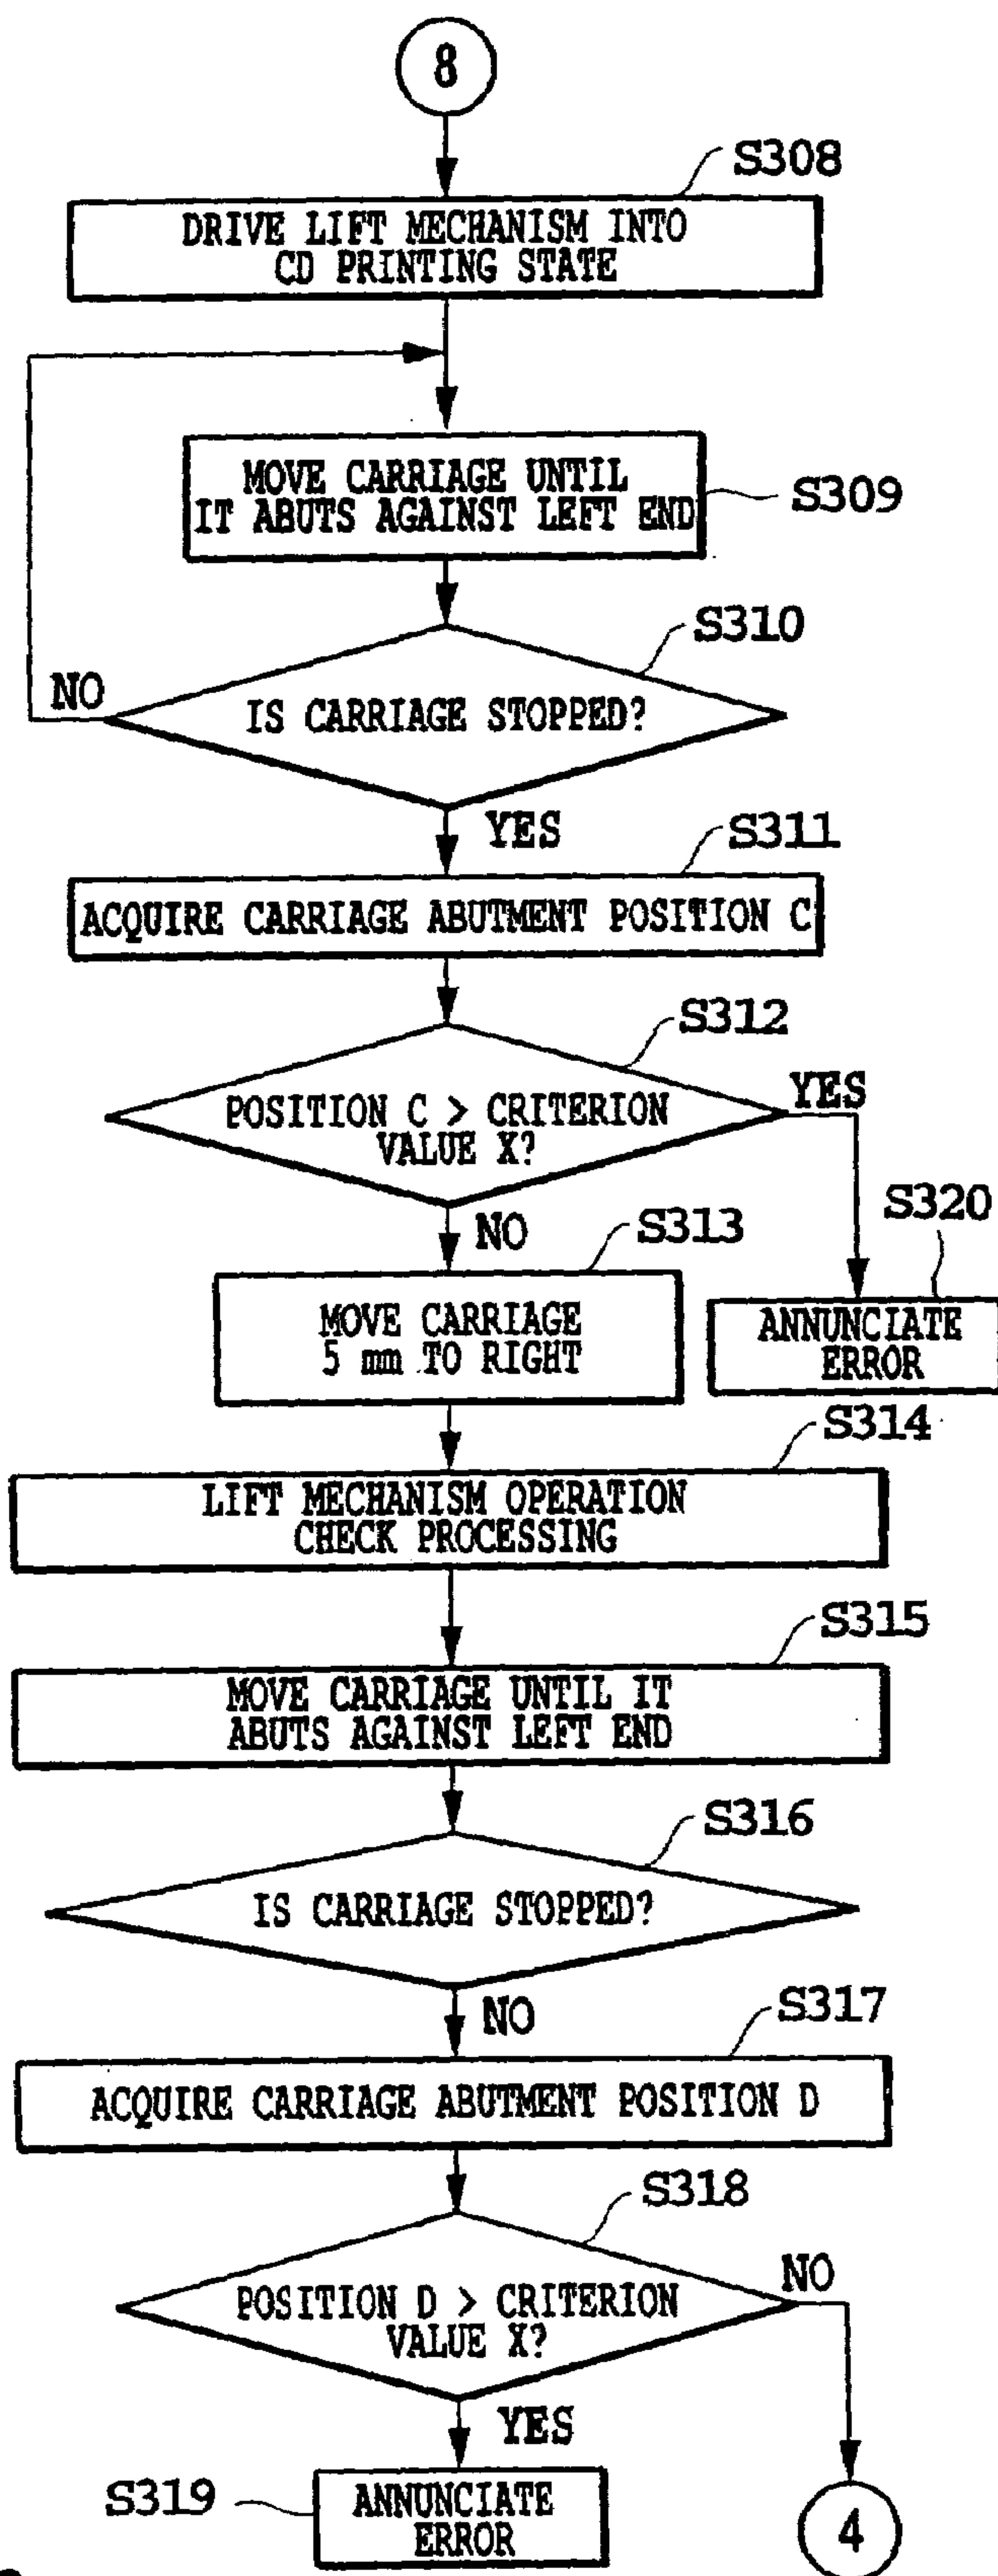 8
S308
DRIVE LIFT MECHANISM INTO
CD PRINTING STATE
MOVE CARRIAGE UNTIL
IT ABUTS AGAINST LEFT END
S309
S310
NO
IS CARRIAGE STOPPED?
YES
S311
ACQUIRE CARRIAGE ABUTMENT POSITION C
S312
YES
POSITION C > CRITERION
VALUE X?
S320
NO
S313
MOVE CARRIAGE
5 mm TO RIGHT
ANNUNCIATE
ERROR
S314
LIFT MECHANISM OPERATION
CHECK PROCESSING
S315
MOVE CARRIAGE UNTIL IT
ABUTS AGAINST LEFT END
S316
IS CARRIAGE STOPPED?
NO
S317
ACQUIRE CARRIAGE ABUTMENT POSITION D
S318
NO
POSITION D > CRITERION
VALUE X?
YES
S319
ANNUNCIATE
ERROR
4